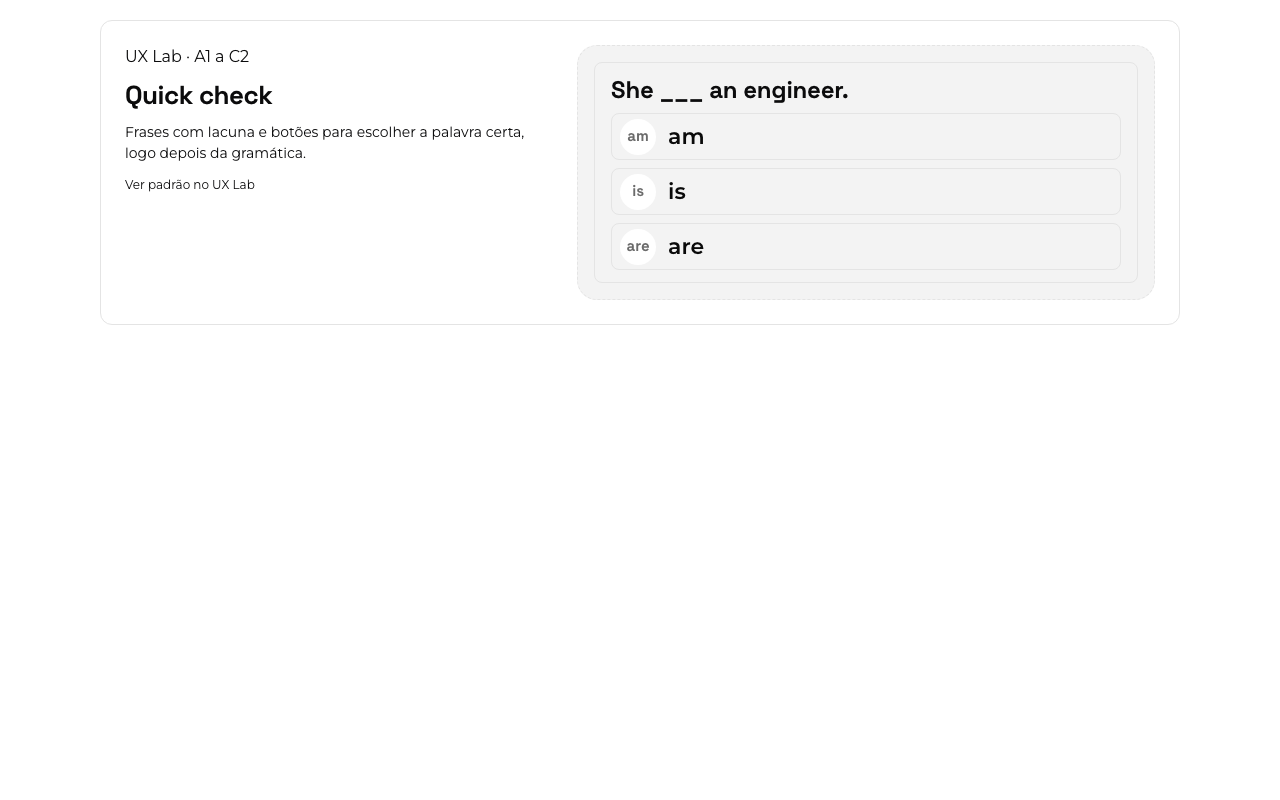 UX Lab · A1 a C2
Quick check
Frases com lacuna e botões para escolher a palavra certa,
logo depois da gramática.
Ver padrão no UX Lab
She ___ an engineer.
am am
is is
are are